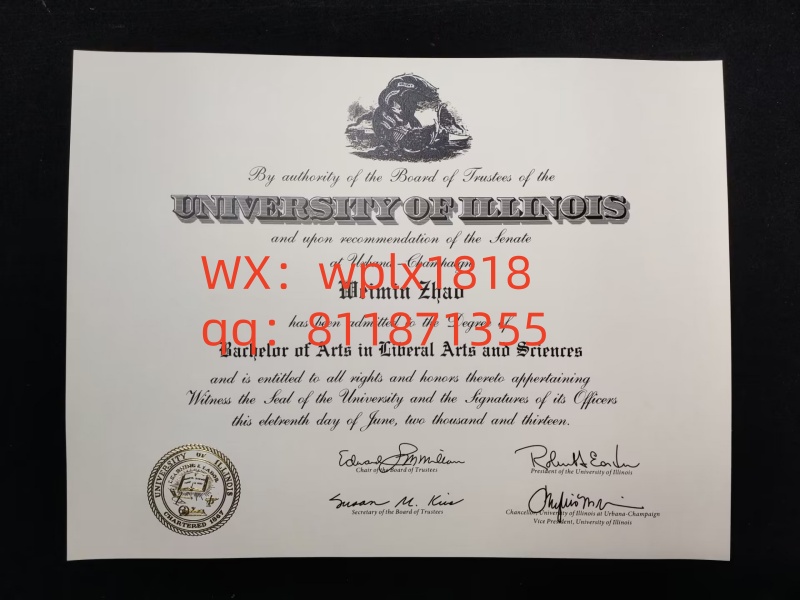 By authority of the Board of Trustees of the
UNIVERSITY OF ILLINOIS
and upon recommendation of the Senate
at Urbana-Champaign
WX：wplx1818
Weimin Zhao
has been admitted to the Degree of
qq：811871355
Bachelor of Arts in Liberal Arts and Sciences
and is entitled to all rights and honors thereto appertaining
Witness the Seal of the University and the Signatures of its Officers
this eletrenth day of June, two thousand and thirteen.
Chair of the Board of Trustees
President of the University of Illinois
Susan M. Kies
Secretary of the Board of Trustees
Chancellor, University of Illinois at Urbana-Champaign
Vice President, University of Illinois
UNIVERSITY OF ILLINOIS
LEARNING & LABOR
CHARTERED 1867